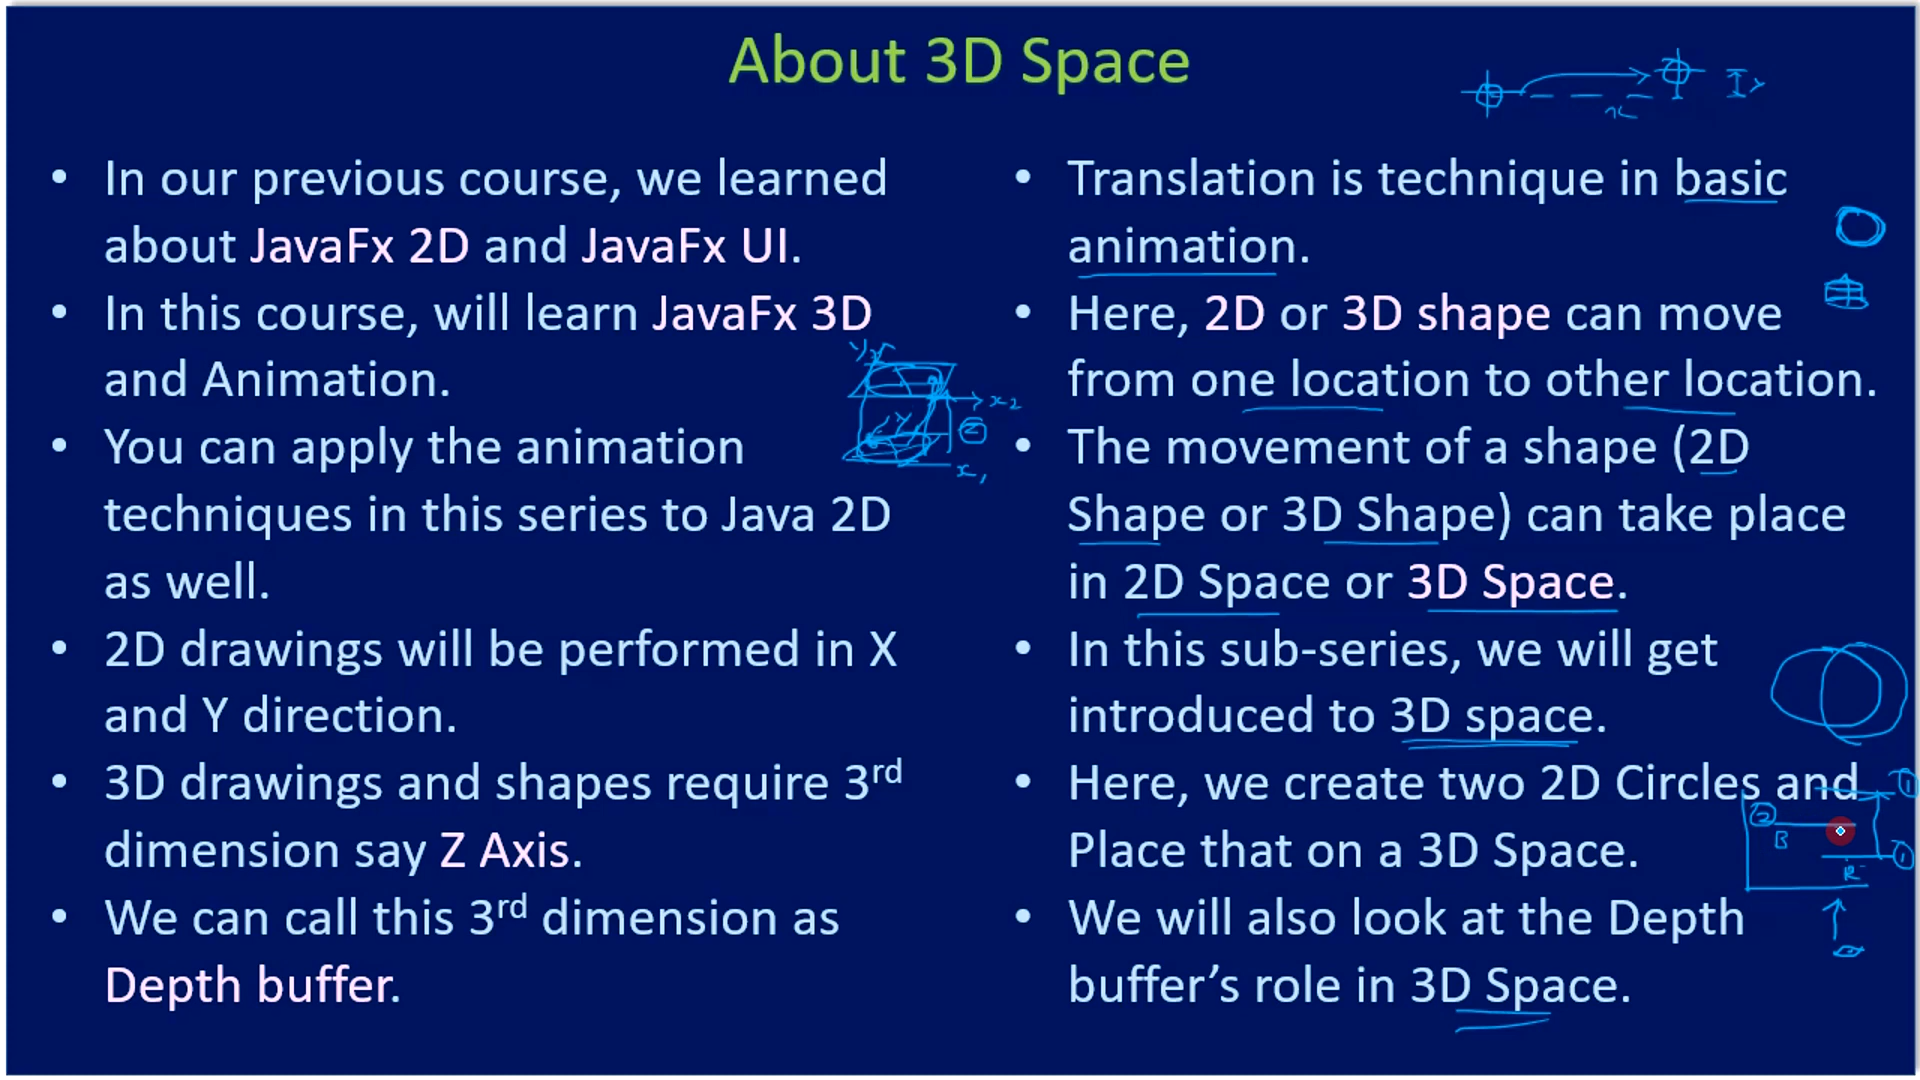 About 3D Space
• In our previous course, we learned
about JavaFx 2D and JavaFx UI.
• In this course, will learn JavaFx 3D
and Animation.
• You can apply the animation
techniques in this series to Java 2D
as well.
• 2D drawings will be performed in X
and Y direction.
• 3D drawings and shapes require 3rd
dimension say Z Axis.
• We can call this 3rd dimension as
Depth buffer.
• Translation is technique in basic
animation.
• Here, 2D or 3D shape can move
from one location to other location.
• The movement of a shape (2D
Shape or 3D Shape) can take place
in 2D Space or 3D Space.
• In this sub-series, we will get
introduced to 3D space.
• Here, we create two 2D Circles and
Place that on a 3D Space.
• We will also look at the Depth
buffer’s role in 3D Space.
x
Y
x2
x1
1
2
B
R
1